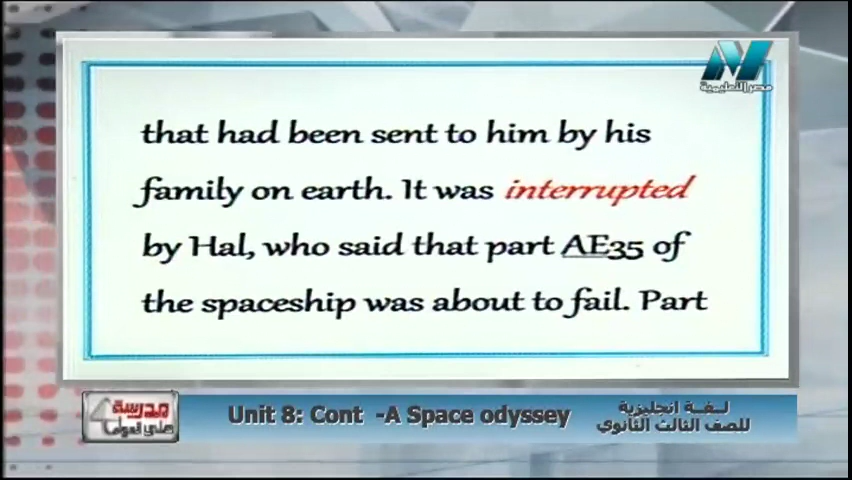 مصر التعليمية
that had been sent to him by his
family on earth. It was interrupted
by Hal, who said that part AE35 of
the spaceship was about to fail. Part
مدرسة
على الهواء
Unit 8: Cont -A Space odyssey
لغة انجليزية
للصف الثالث الثانوي